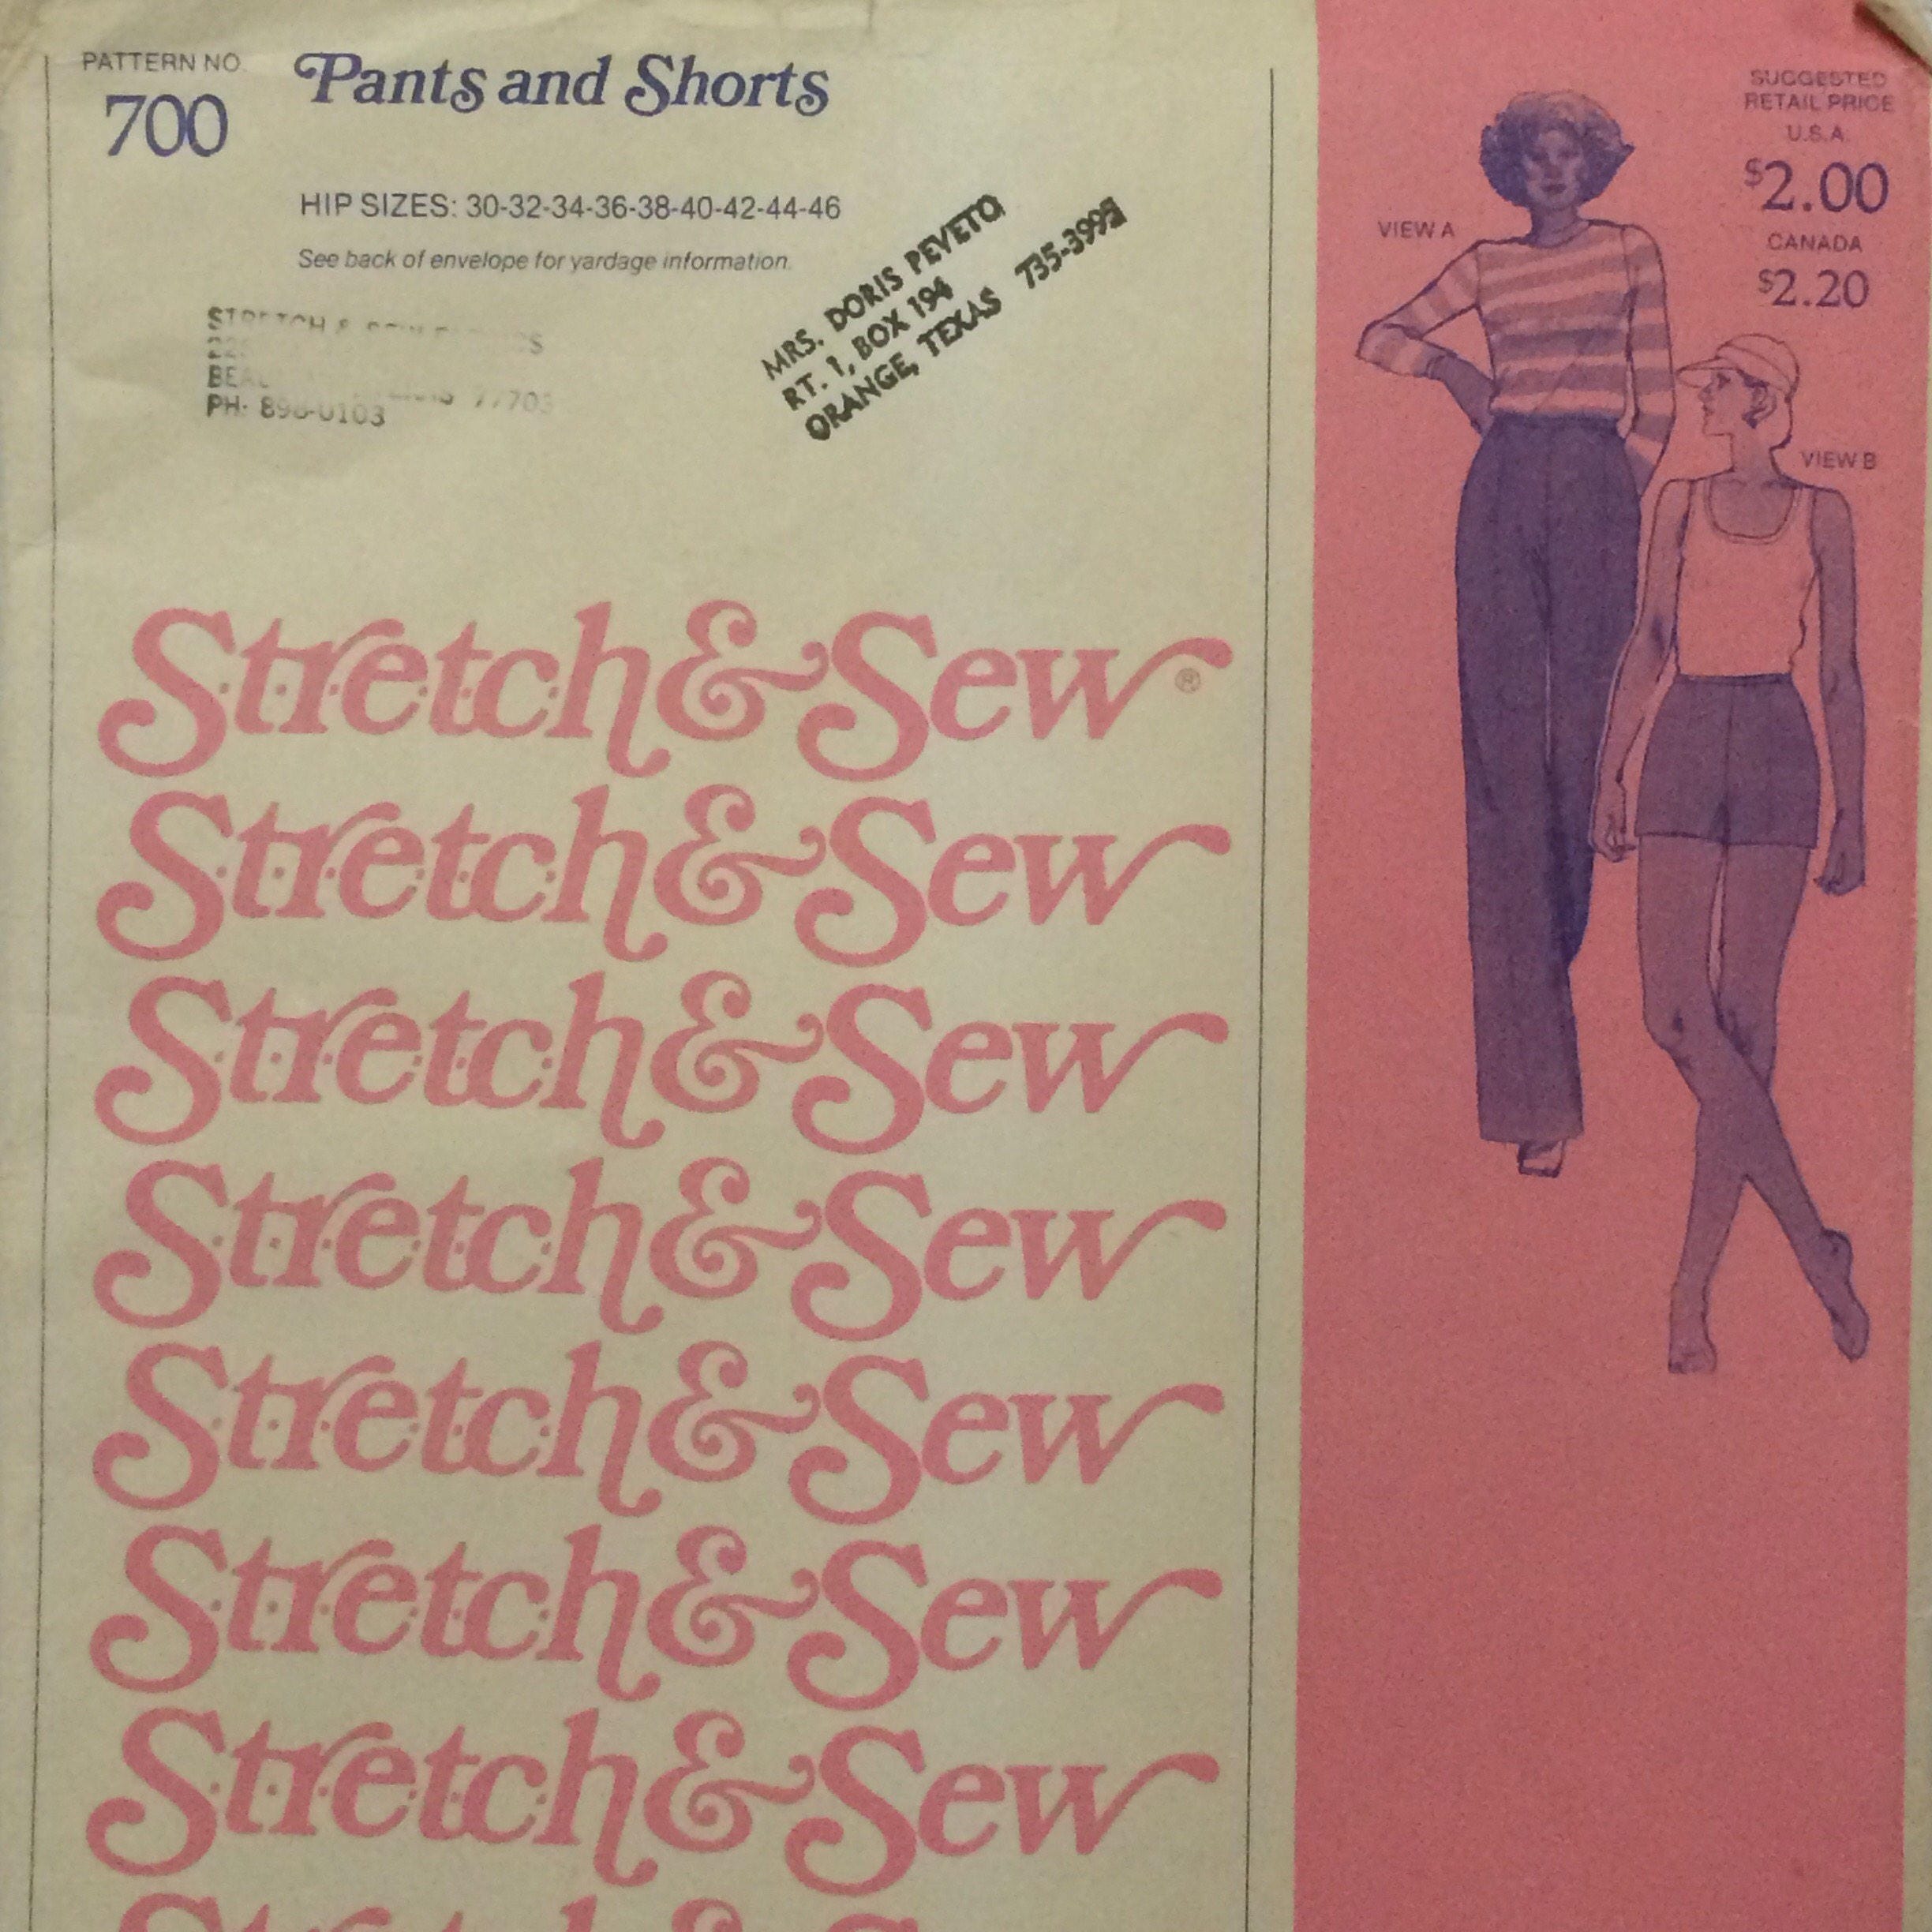 PATTERN NO.
700
Pants and Shorts
HIP SIZES: 30-32-34-36-38-40-42-44-46
See back of envelope for yardage information.
STRETCH &
PH. 898-0103
77703
MRS. DORIS PEVETO
RT. 1, BOX 194
ORANGE, TEXAS 735-3995
SUGGESTED
RETAIL PRICE
U.S.A.
$2.00
CANADA
$2.20
VIEW A
VIEW B
Stretch & Sew®
Stretch & Sew
Stretch & Sew
Stretch & Sew
Stretch & Sew
Stretch & Sew
Stretch & Sew